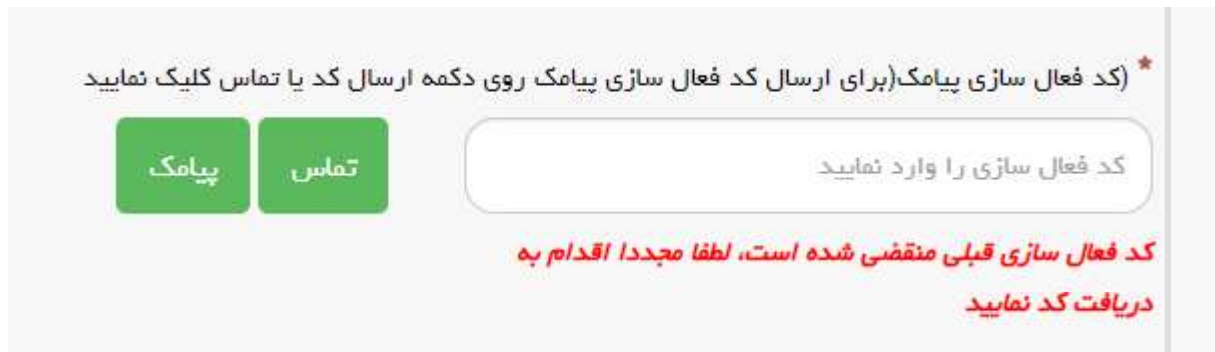 * (کد فعال سازی پیامک(برای ارسال کد فعال سازی پیامک روی دکمه ارسال کد یا تماس کلیک نمایید
کد فعال سازی را وارد نمایید
تماس
پیامک
کد فعال سازی قبلی منقضی شده است، لطفا مجددا اقدام به
دریافت کد نمایید